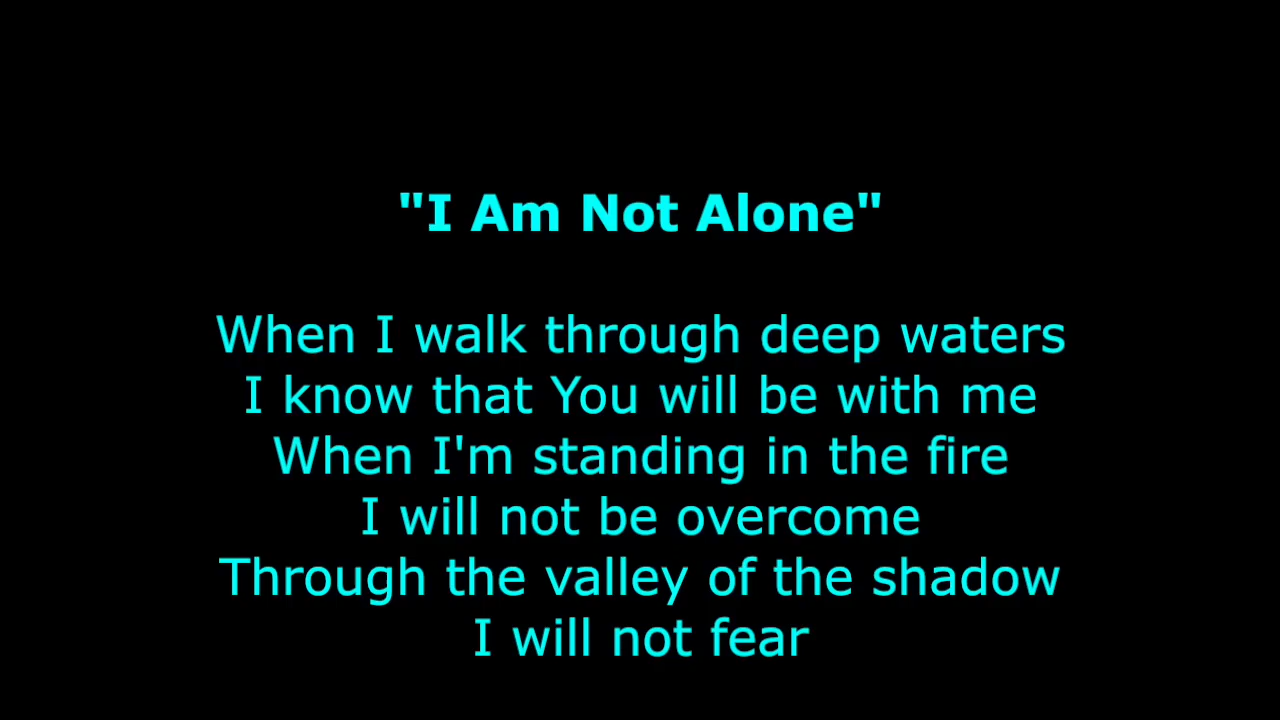 "I Am Not Alone"
When I walk through deep waters
I know that You will be with me
When I'm standing in the fire
I will not be overcome
Through the valley of the shadow
I will not fear